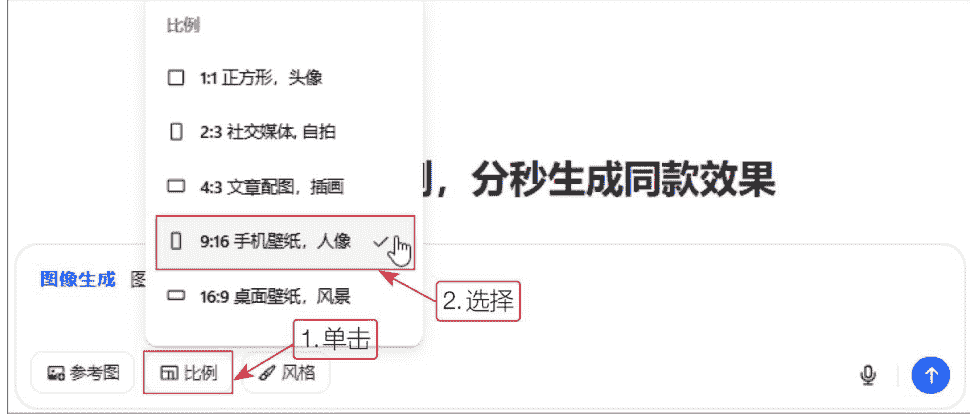 比例
1:1 正方形，头像
2:3 社交媒体, 自拍
4:3 文章配图，插画
，分秒生成同款效果
9:16 手机壁纸，人像
图像生成 图
16:9 桌面壁纸，风景
2. 选择
1. 单击
参考图
比例
风格